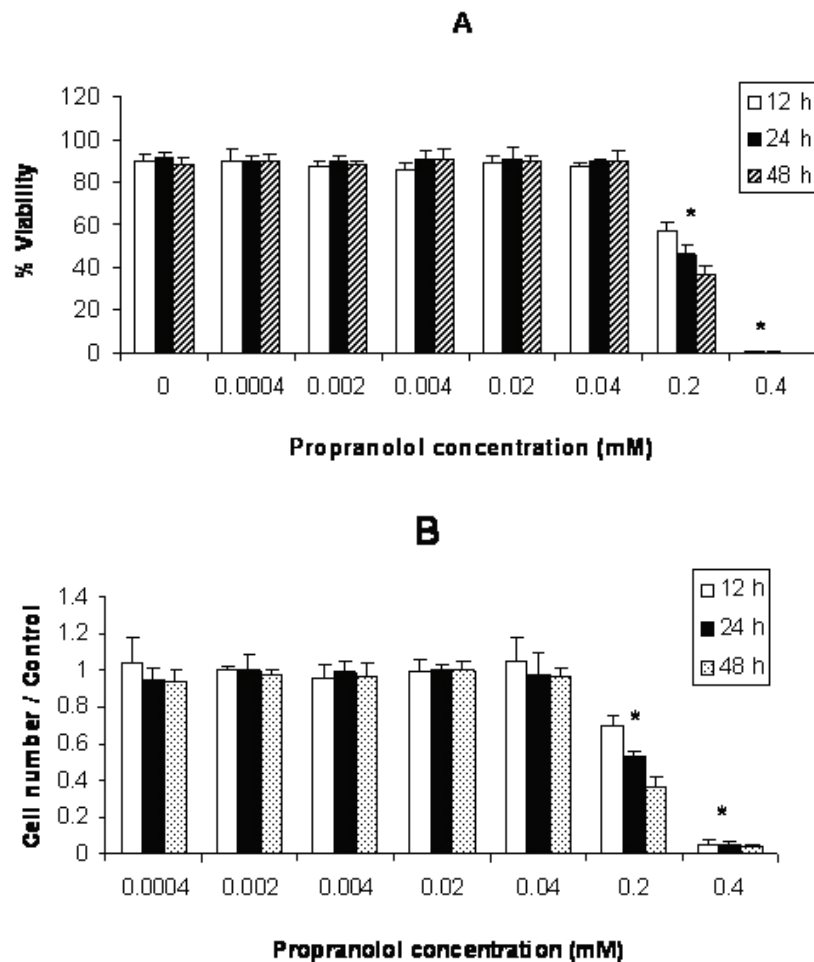 A
120
100
80
60
40
20
0
% Viability
12 h
24 h
48 h
*
*
0 0.0004 0.002 0.004 0.02 0.04 0.2 0.4
Propranolol concentration (mM)
B
1.4
1.2
1
0.8
0.6
0.4
0.2
0
Cell number / Control
12 h
24 h
48 h
*
*
0.0004 0.002 0.004 0.02 0.04 0.2 0.4
Propranolol concentration (mM)